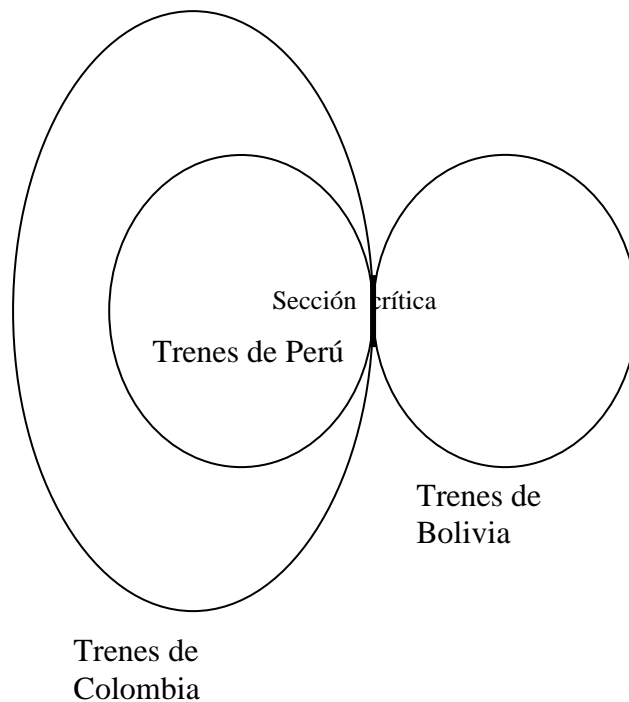 Sección crítica
Trenes de Perú
Trenes de
Bolivia
Trenes de
Colombia